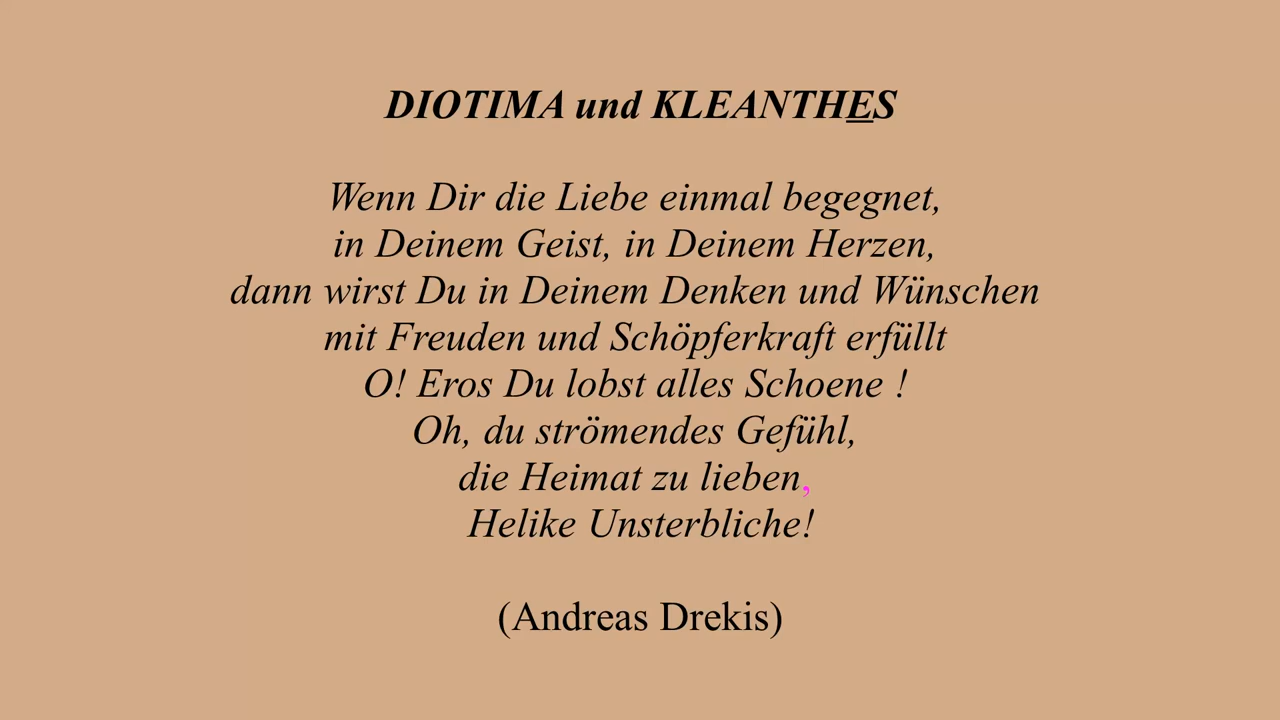 DIOTIMA und KLEANTHES
Wenn Dir die Liebe einmal begegnet,
in Deinem Geist, in Deinem Herzen,
dann wirst Du in Deinem Denken und Wünschen
mit Freuden und Schöpferkraft erfüllt
O! Eros Du lobst alles Schoene !
Oh, du strömendes Gefühl,
die Heimat zu lieben,
Helike Unsterbliche!
(Andreas Drekis)